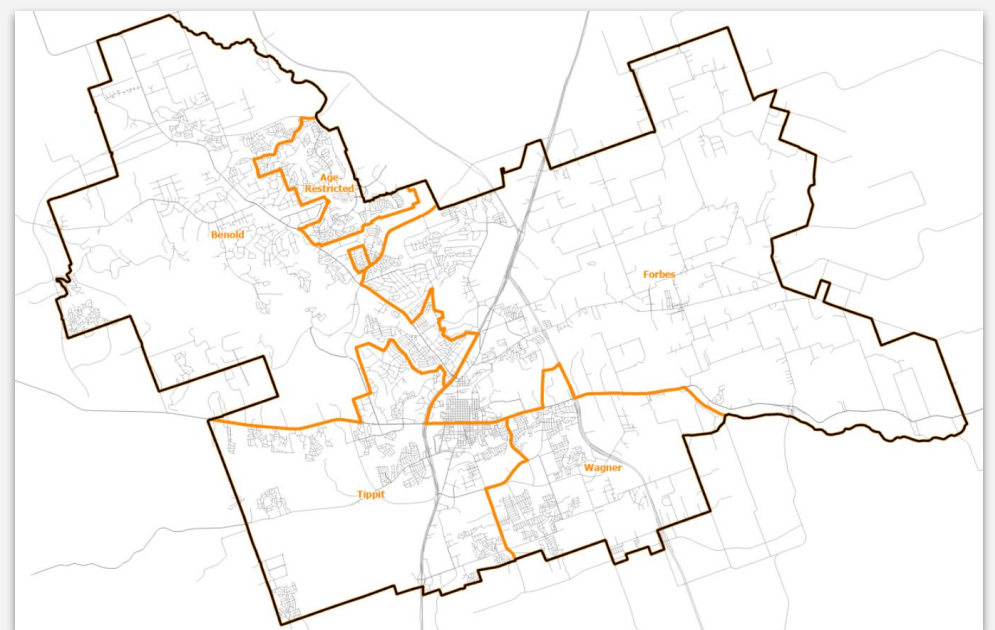 Age-
Restricted
Benold
Forbes
Wagner
Tippit